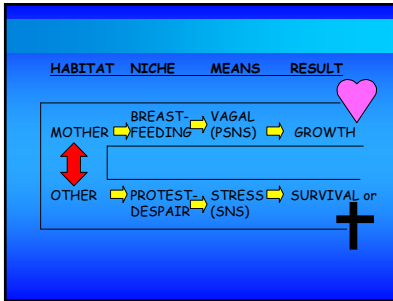 HABITAT NICHE MEANS RESULT
BREAST- VAGAL
MOTHER FEEDING (PSNS) GROWTH
OTHER PROTEST- STRESS SURVIVAL or
DESPAIR (SNS)